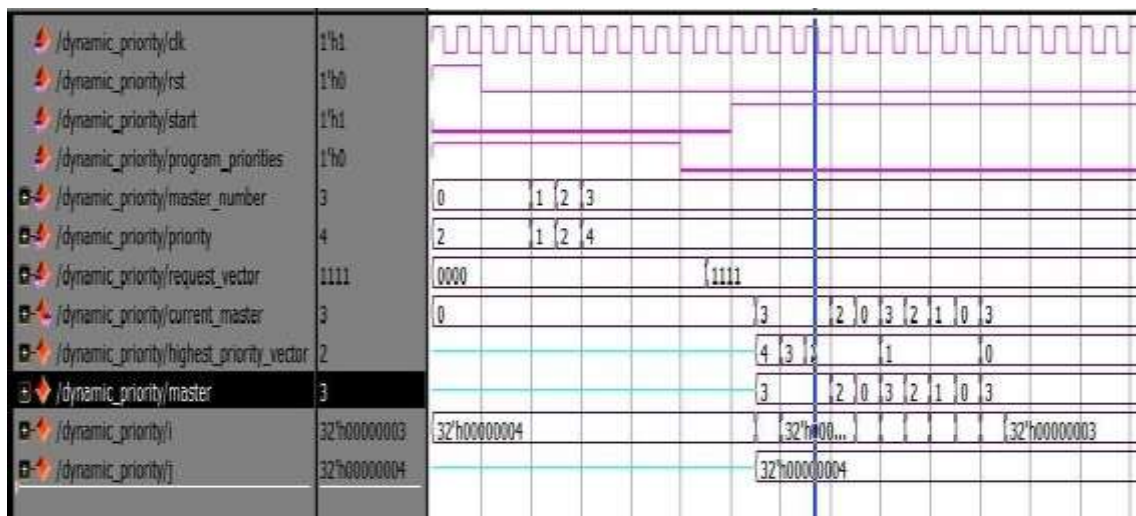 /dynamic_priority/clk 1'h1
/dynamic_priority/rst 1'h0
/dynamic_priority/start 1'h1
/dynamic_priority/program_priorities 1'h0
/dynamic_priority/master_number 3 0 1 2 3
/dynamic_priority/priority 4 2 1 2 4
/dynamic_priority/request_vector 1111 0000 1111
/dynamic_priority/current_master 3 0 3 2 0 3 2 1 0 3
/dynamic_priority/highest_priority_vector 2 4 3 1 0
/dynamic_priority/master 3 3 2 0 3 2 1 0 3
/dynamic_priority/i 32'h00000003 32'h00000004 32'h000... 32'h00000003
/dynamic_priority/j 32'h00000004 32'h00000004